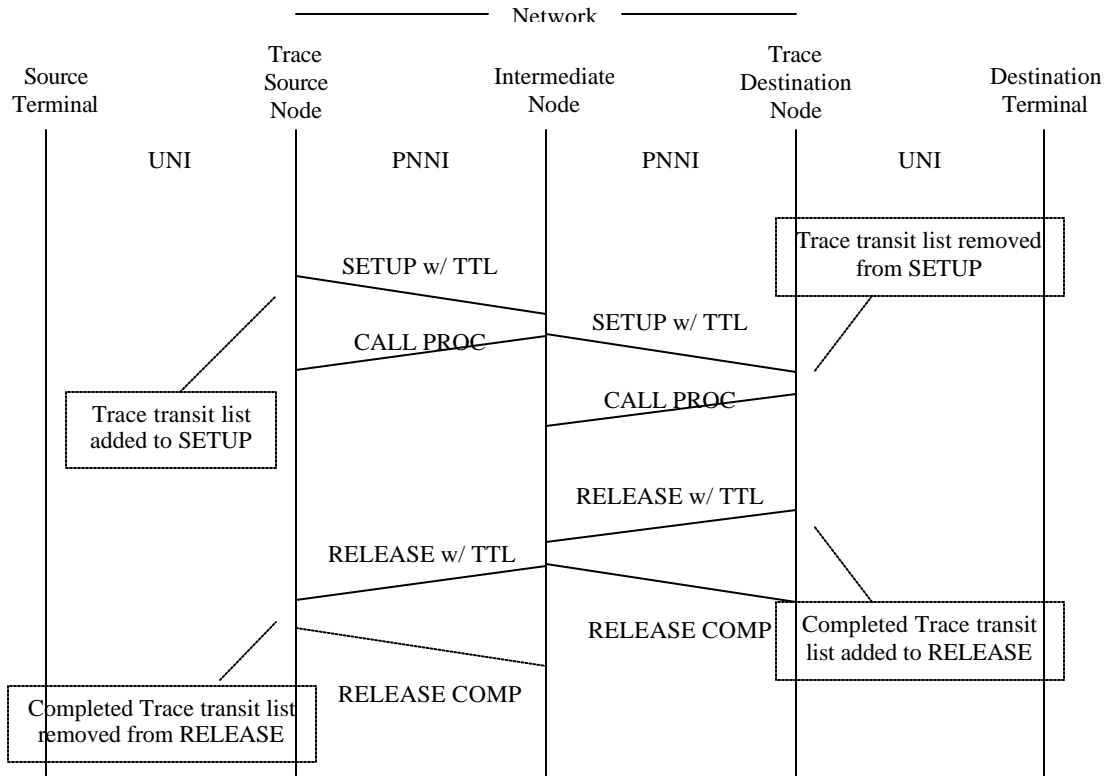 Network
Source
Terminal
Trace
Source
Node
Intermediate
Node
Trace
Destination
Node
Destination
Terminal
UNI
PNNI
PNNI
UNI
Trace transit list removed
from SETUP
SETUP w/ TTL
SETUP w/ TTL
CALL PROC
CALL PROC
Trace transit list
added to SETUP
RELEASE w/ TTL
RELEASE w/ TTL
RELEASE COMP
Completed Trace transit
list added to RELEASE
RELEASE COMP
Completed Trace transit list
removed from RELEASE